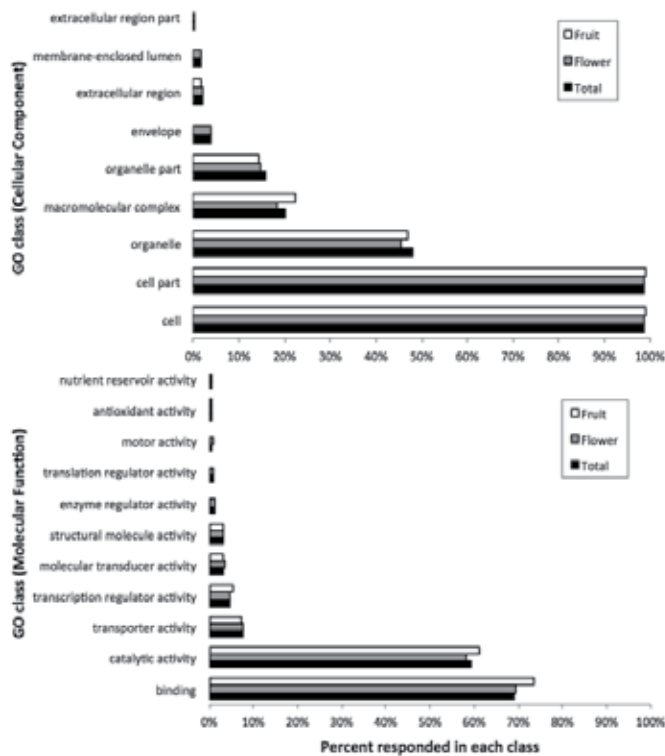 extracellular region part
membrane-enclosed lumen
extracellular region
envelope
organelle part
macromolecular complex
organelle
cell part
cell
GO class (Cellular Component)
Fruit
Flower
Total
0% 10% 20% 30% 40% 50% 60% 70% 80% 90% 100%
nutrient reservoir activity
antioxidant activity
motor activity
translation regulator activity
enzyme regulator activity
structural molecule activity
molecular transducer activity
transcription regulator activity
transporter activity
catalytic activity
binding
GO class (Molecular Function)
Fruit
Flower
Total
0% 10% 20% 30% 40% 50% 60% 70% 80% 90% 100%
Percent responded in each class